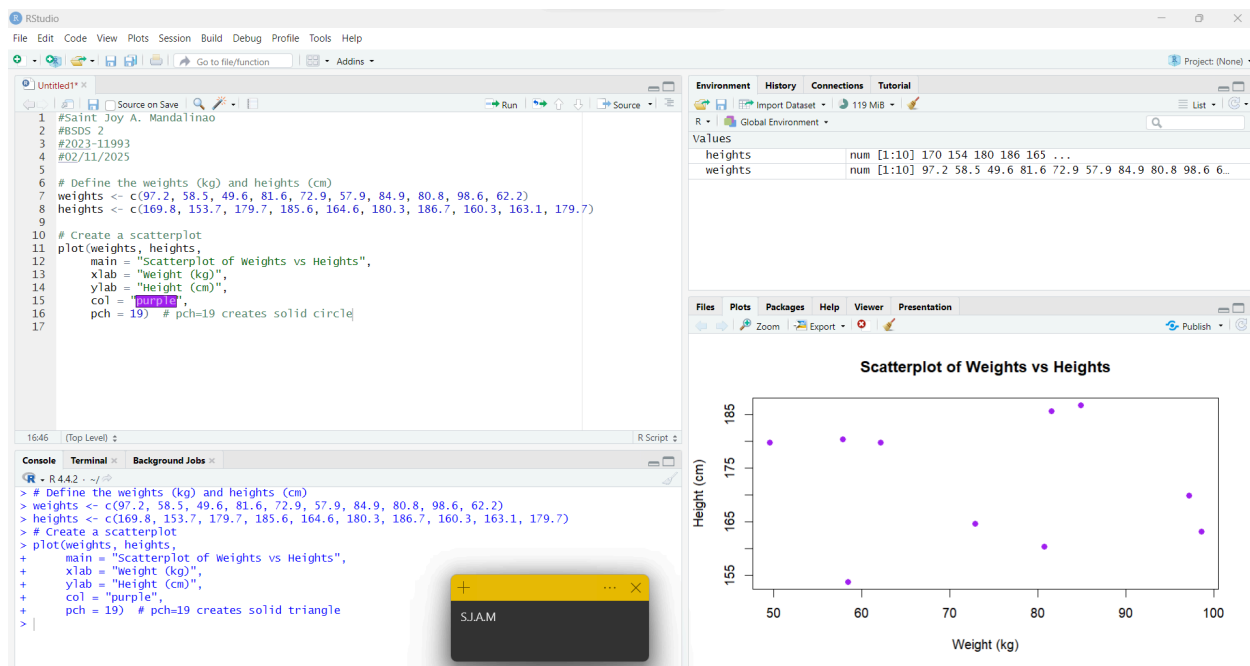 RStudio
File Edit Code View Plots Session Build Debug Profile Tools Help
Go to file/function
Addins
Project: (None)
Untitled1*
Source on Save
Run
Source
1 #Saint Joy A. Mandalinao
2 #BSDS 2
3 #2023-11993
4 #02/11/2025
5
6 # Define the weights (kg) and heights (cm)
7 weights <- c(97.2, 58.5, 49.6, 81.6, 72.9, 57.9, 84.9, 80.8, 98.6, 62.2)
8 heights <- c(169.8, 153.7, 179.7, 185.6, 164.6, 180.3, 186.7, 160.3, 163.1, 179.7)
9
10 # Create a scatterplot
11 plot(weights, heights,
12 main = "Scatterplot of Weights vs Heights",
13 xlab = "Weight (kg)",
14 ylab = "Height (cm)",
15 col = "purple",
16 pch = 19) # pch=19 creates solid circle
17
16:46 (Top Level) R Script
Console Terminal Background Jobs
R 4.4.2 · ~/
> # Define the weights (kg) and heights (cm)
> weights <- c(97.2, 58.5, 49.6, 81.6, 72.9, 57.9, 84.9, 80.8, 98.6, 62.2)
> heights <- c(169.8, 153.7, 179.7, 185.6, 164.6, 180.3, 186.7, 160.3, 163.1, 179.7)
> # Create a scatterplot
> plot(weights, heights,
+ main = "Scatterplot of Weights vs Heights",
+ xlab = "Weight (kg)",
+ ylab = "Height (cm)",
+ col = "purple",
+ pch = 19) # pch=19 creates solid triangle
>
S.J.A.M
Environment History Connections Tutorial
Import Dataset 119 MiB List
R Global Environment
Values
heights num [1:10] 170 154 180 186 165 ...
weights num [1:10] 97.2 58.5 49.6 81.6 72.9 57.9 84.9 80.8 98.6 6…
Files Plots Packages Help Viewer Presentation
Zoom Export Publish
Scatterplot of Weights vs Heights
Height (cm)
185
175
165
155
50 60 70 80 90 100
Weight (kg)